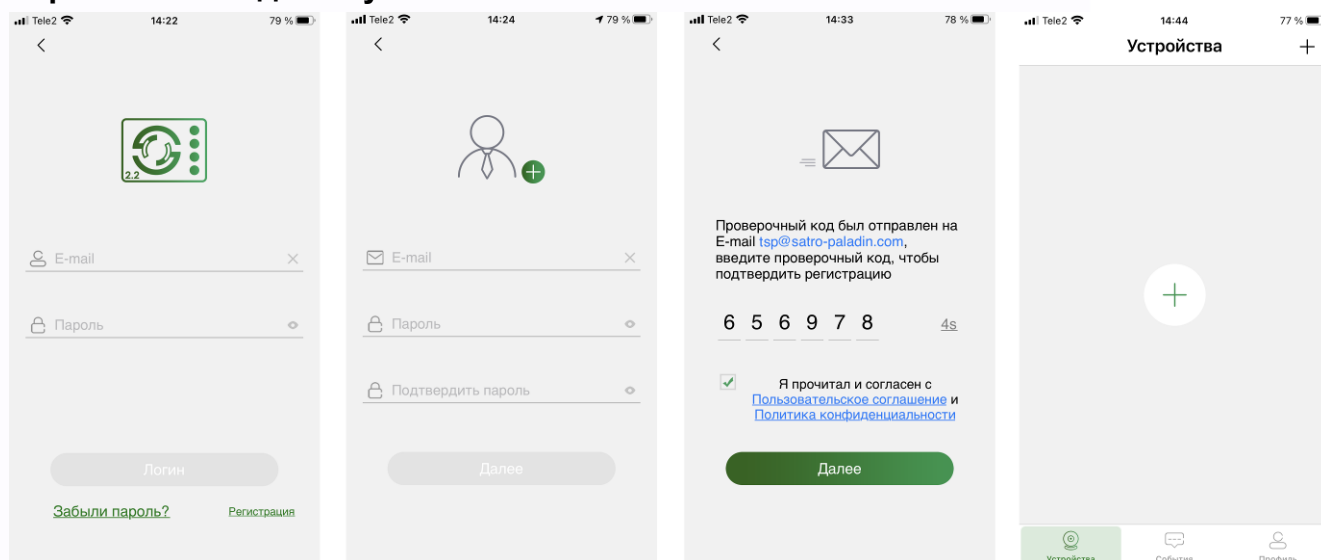 Tele2
14:22
79 %
2.2
E-mail
Пароль
Логин
Забыли пароль?
Регистрация
Tele2
14:24
79 %
E-mail
Пароль
Подтвердить пароль
Далее
Tele2
14:33
78 %
Проверочный код был отправлен на
E-mail tsp@satro-paladin.com,
введите проверочный код, чтобы
подтвердить регистрацию
6 5 6 9 7 8
4s
Я прочитал и согласен с
Пользовательское соглашение и
Политика конфиденциальности
Далее
Tele2
14:44
77 %
Устройства
Устройства
События
Профиль